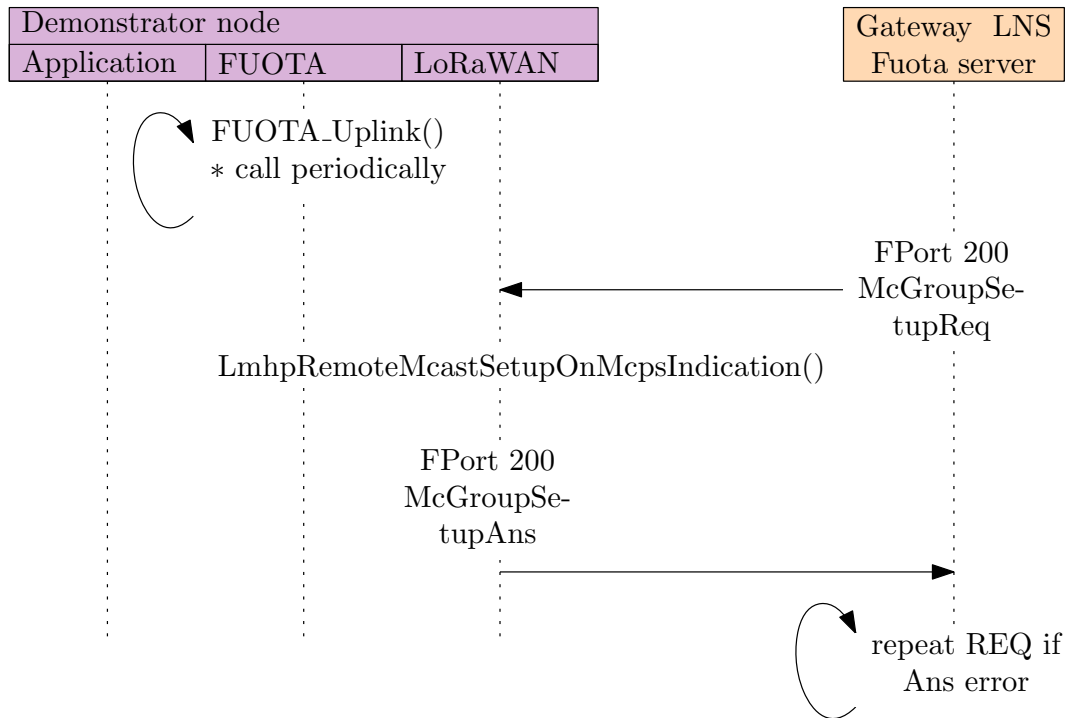 Demonstrator node
Application FUOTA LoRaWAN
Gateway LNS
Fuota server
FUOTA_Uplink()
* call periodically
FPort 200
McGroupSe-
tupReq
LmhpRemoteMcastSetupOnMcpsIndication()
FPort 200
McGroupSe-
tupAns
repeat REQ if
Ans error